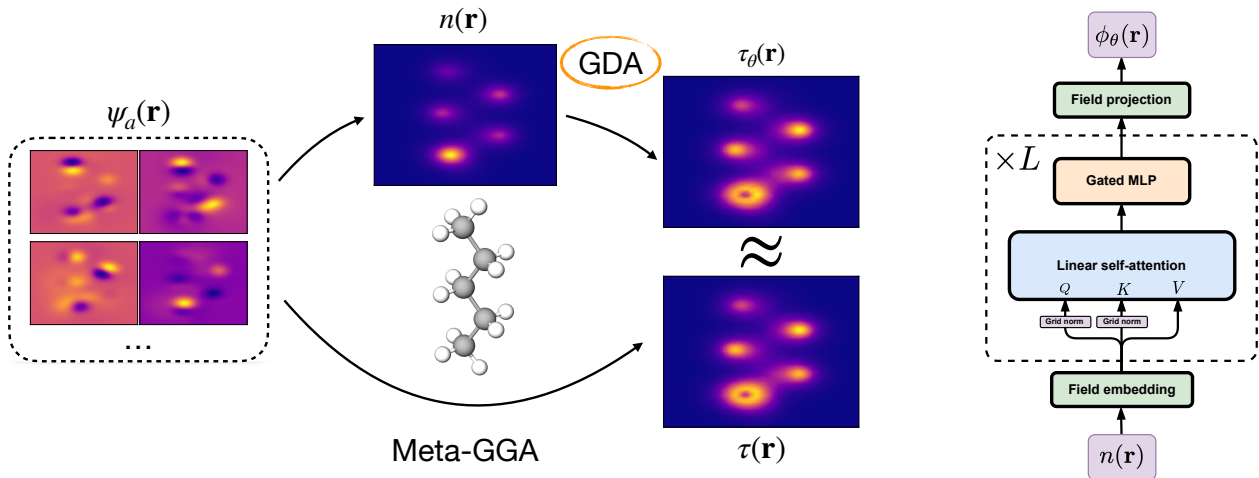 n(r)
GDA
τ_θ(r)
ψ_a(r)
...
≈
Meta-GGA
τ(r)
ϕ_θ(r)
Field projection
×L
Gated MLP
Linear self-attention
Q K V
Grid norm Grid norm
Field embedding
n(r)